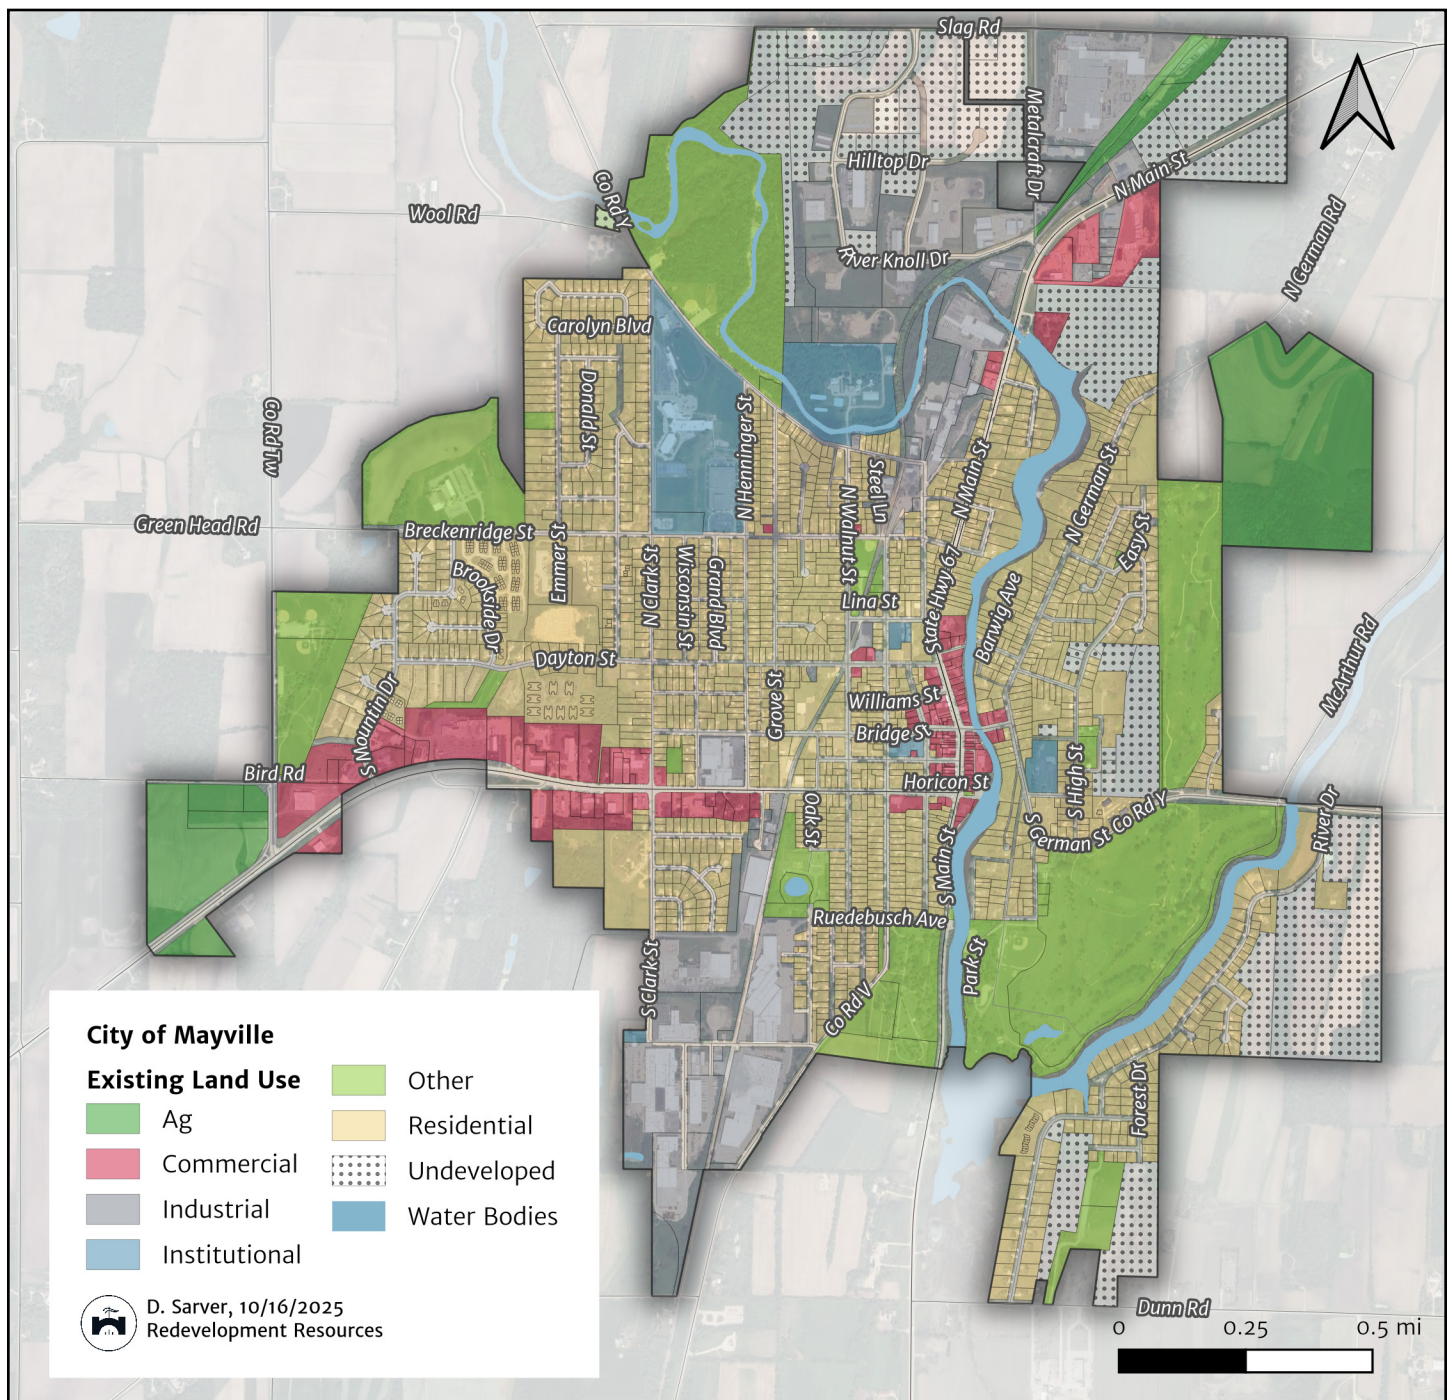 Slag Rd
Metalcraft Dr
Hilltop Dr
N Main St
Co Rd Y
Wool Rd
River Knoll Dr
N German Rd
Carolyn Blvd
Donald St
Co Rd Tw
N Henninger St
N Main St
Steel Ln
N Walnut St
N German St
Easy St
Green Head Rd
Breckenridge St
Emmer St
Brookside Dr
N Clark St
Wisconsin St
Grand Blvd
Lina St
State Hwy 67
Barwig Ave
Dayton St
McArthur Rd
S Mountin Dr
Grove St
Williams St
Bridge St
Bird Rd
Horicon St
S High St
Oak St
S Main St
S German St
Co Rd Y
River Dr
Ruedebusch Ave
S Clark St
Park St
Co Rd V
Forest Dr
Dunn Rd
City of Mayville
Existing Land Use
Ag
Commercial
Industrial
Institutional
Other
Residential
Undeveloped
Water Bodies
D. Sarver, 10/16/2025
Redevelopment Resources
0 0.25 0.5 mi